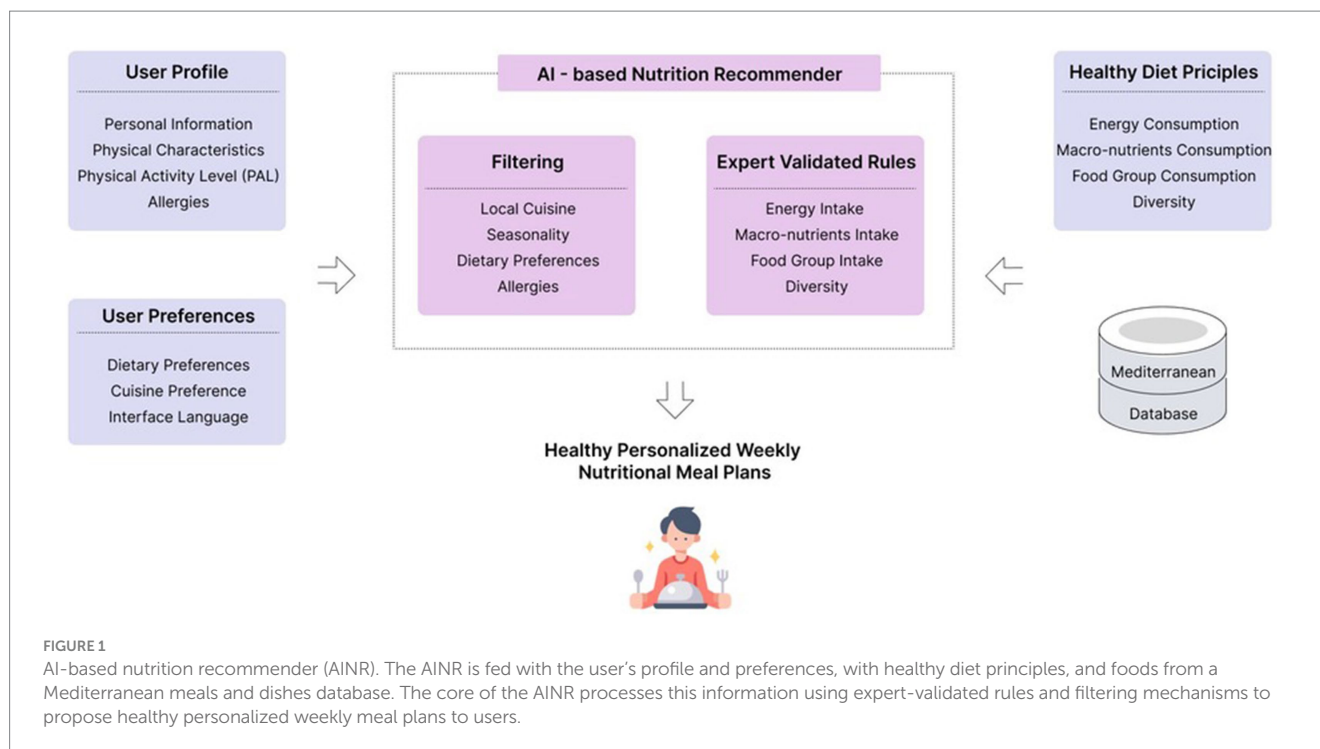 User Profile
Personal Information
Physical Characteristics
Physical Activity Level (PAL)
Allergies
User Preferences
Dietary Preferences
Cuisine Preference
Interface Language
AI - based Nutrition Recommender
Filtering
Local Cuisine
Seasonality
Dietary Preferences
Allergies
Expert Validated Rules
Energy Intake
Macro-nutrients Intake
Food Group Intake
Diversity
Healthy Diet Priciples
Energy Consumption
Macro-nutrients Consumption
Food Group Consumption
Diversity
Mediterranean
Database
Healthy Personalized Weekly
Nutritional Meal Plans
FIGURE 1
AI-based nutrition recommender (AINR). The AINR is fed with the user's profile and preferences, with healthy diet principles, and foods from a
Mediterranean meals and dishes database. The core of the AINR processes this information using expert-validated rules and filtering mechanisms to
propose healthy personalized weekly meal plans to users.